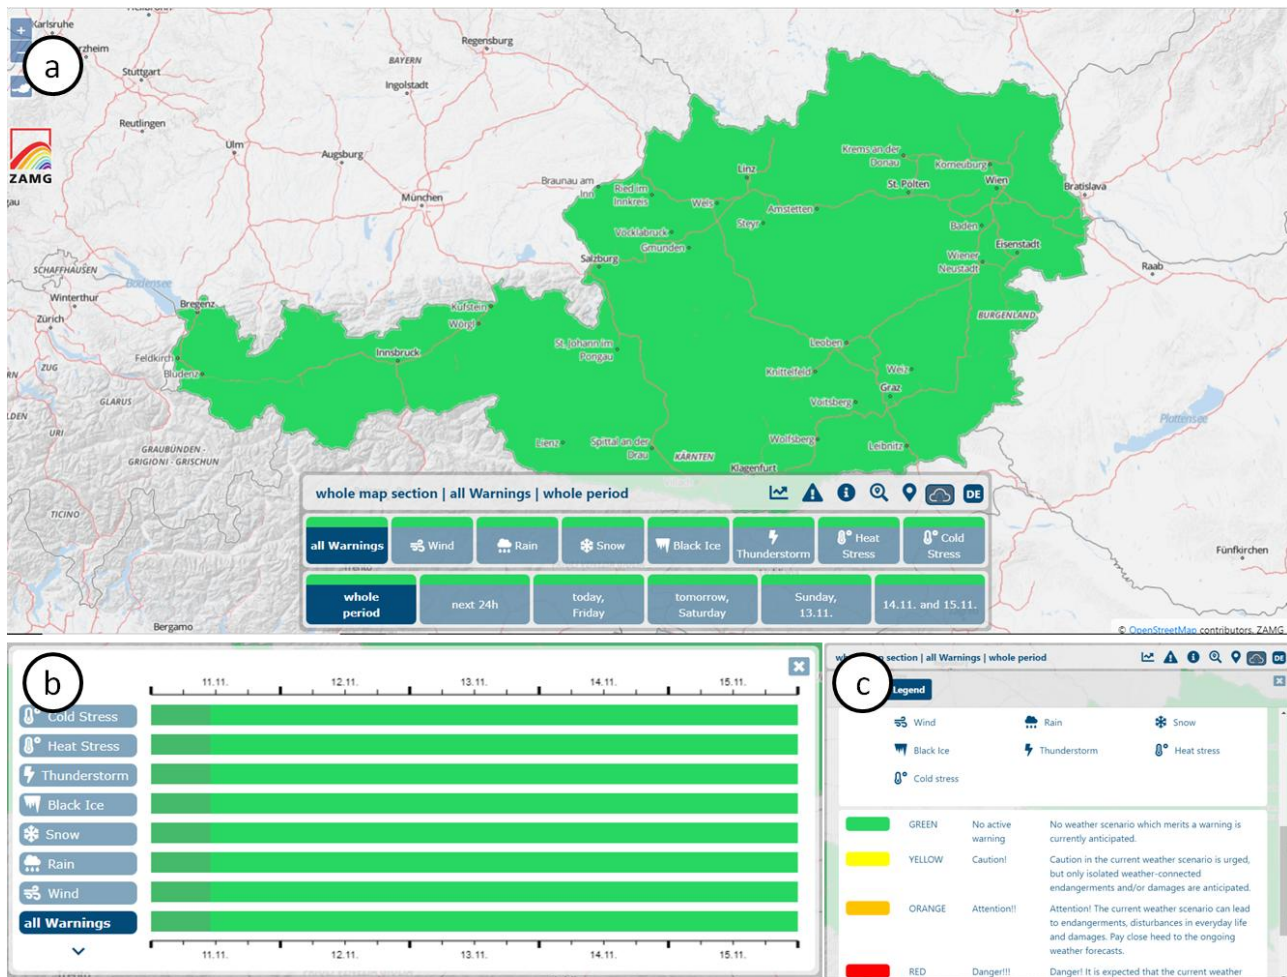 Karlsruhe
Regensburg
a
BAYERN
Stuttgart
Ingolstadt
Reutlingen
Ulm
Augsburg
ZAMG
Braunau am
Inn
München
Linz
Krems an der
Donau
Korneuburg
Ried im
Innkreis
Wels
St. Pölten
Wien
Bratislava
Steyr
Amstetten
Vöcklabruck
Gmunden
Baden
Salzburg
Eisenstadt
Wiener
Neustadt
Raab
SCHAFFHAUSEN
Bodensee
Winterthur
Bregenz
Zürich
Kufstein
Wörgl
BURGENLAND
Feldkirch
Bludenz
Innsbruck
St. Johann im
Pongau
Leoben
ZUG
Knittelfeld
Weiz
Graz
GLARUS
Voitsberg
Plattensee
URI
GRAUBÜNDEN -
GRIGIONI - GRISCHUN
Lienz
Spittal an der
Drau
KÄRNTEN
Wolfsberg
Leibnitz
Klagenfurt
TICINO
Bergamo
Fünfkirchen
whole map section | all Warnings | whole period
DE
all Warnings
Wind
Rain
Snow
Black Ice
Thunderstorm
Heat
Stress
Cold
Stress
whole
period
next 24h
today,
Friday
tomorrow,
Saturday
Sunday,
13.11.
14.11. and 15.11.
© OpenStreetMap contributors, ZAMG
b
11.11. 12.11. 13.11. 14.11. 15.11.
Cold Stress
Heat Stress
Thunderstorm
Black Ice
Snow
Rain
Wind
all Warnings
11.11. 12.11. 13.11. 14.11. 15.11.
c
section | all Warnings | whole period
DE
Legend
Wind Rain Snow
Black Ice Thunderstorm Heat stress
Cold stress
GREEN
No active
warning
No weather scenario which merits a warning is
currently anticipated.
YELLOW
Caution!
Caution in the current weather scenario is urged,
but only isolated weather-connected
endangerments and/or damages are anticipated.
ORANGE
Attention!!
Attention! The current weather scenario can lead
to endangerments, disturbances in everyday life
and damages. Pay close heed to the ongoing
weather forecasts.
RED
Danger!!!
Danger! It is expected that the current weather